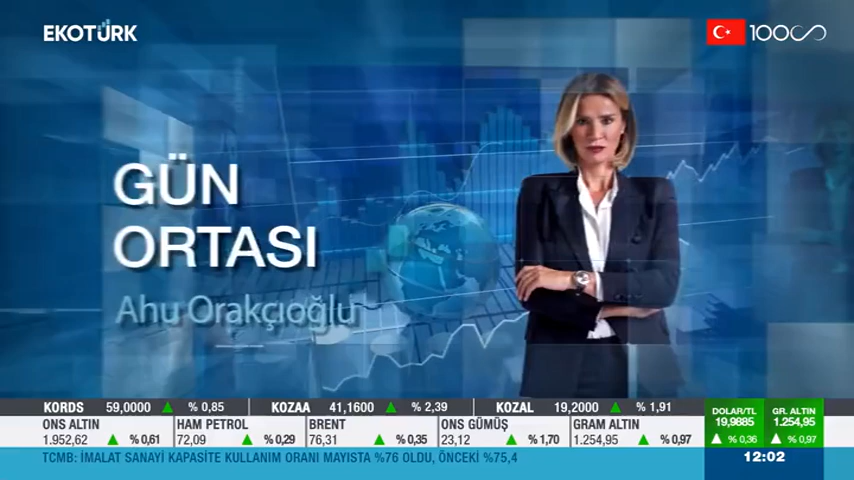 EKOTÜRK
100
GÜN
ORTASI
Ahu Orakçıoğlu
KORDS 59,0000 % 0,85 KOZAA 41,1600 % 2,39 KOZAL 19,2000 % 1,91
DOLAR/TL GR. ALTIN
19,9885 1.254,95
% 0,36 % 0,97
ONS ALTIN HAM PETROL BRENT ONS GÜMÜŞ GRAM ALTIN
1.952,62 % 0,61 72,09 % 0,29 76,31 % 0,35 23,12 % 1,70 1.254,95 % 0,97
TCMB: İMALAT SANAYİ KAPASİTE KULLANIM ORANI MAYISTA %76 OLDU, ÖNCEKİ %75,4
12:02